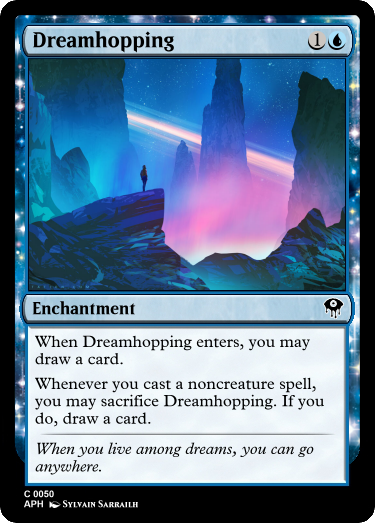 Dreamhopping 1
Enchantment
When Dreamhopping enters, you may
draw a card.
Whenever you cast a noncreature spell,
you may sacrifice Dreamhopping. If you
do, draw a card.
When you live among dreams, you can go
anywhere.
C 0050
APH Sylvain Sarrailh